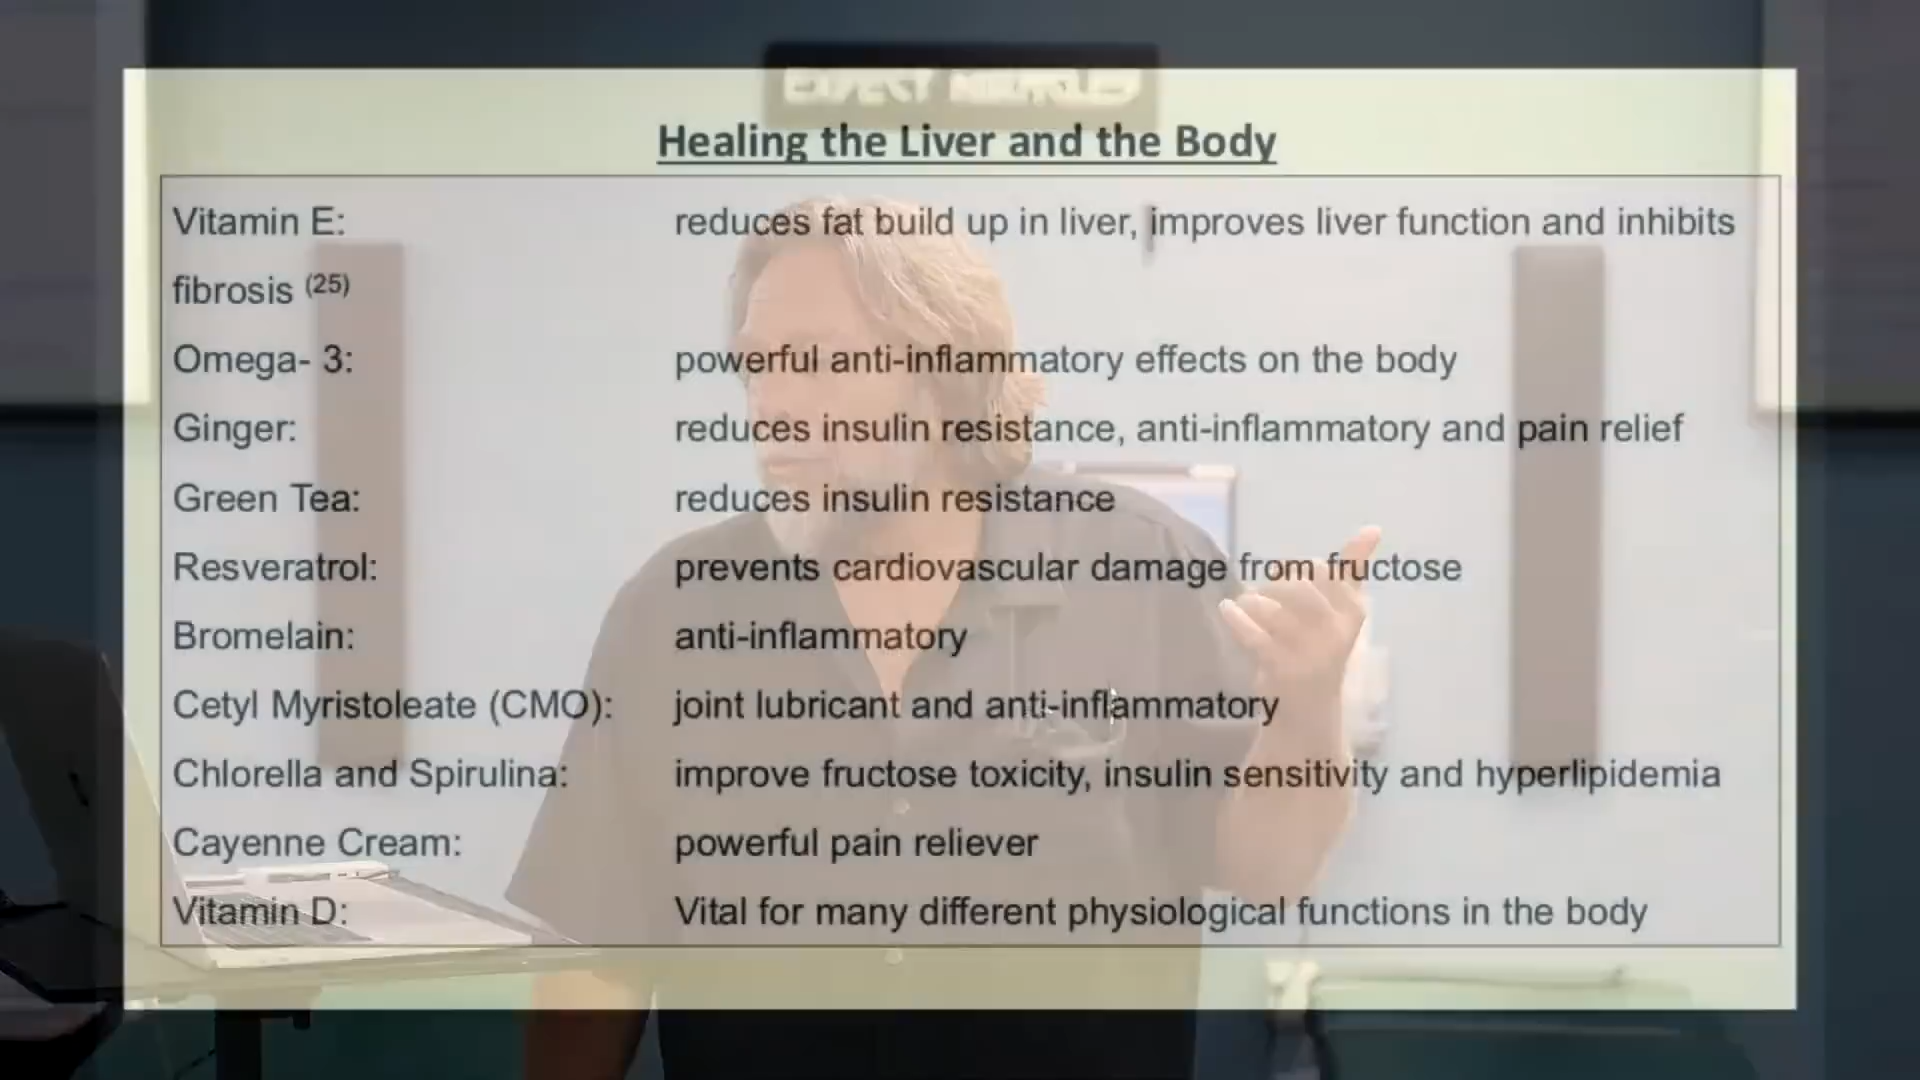 EXPECT MIRACLES
Healing the Liver and the Body
Vitamin E: reduces fat build up in liver, improves liver function and inhibits
fibrosis (25)
Omega- 3: powerful anti-inflammatory effects on the body
Ginger: reduces insulin resistance, anti-inflammatory and pain relief
Green Tea: reduces insulin resistance
Resveratrol: prevents cardiovascular damage from fructose
Bromelain: anti-inflammatory
Cetyl Myristoleate (CMO): joint lubricant and anti-inflammatory
Chlorella and Spirulina: improve fructose toxicity, insulin sensitivity and hyperlipidemia
Cayenne Cream: powerful pain reliever
Vitamin D: Vital for many different physiological functions in the body